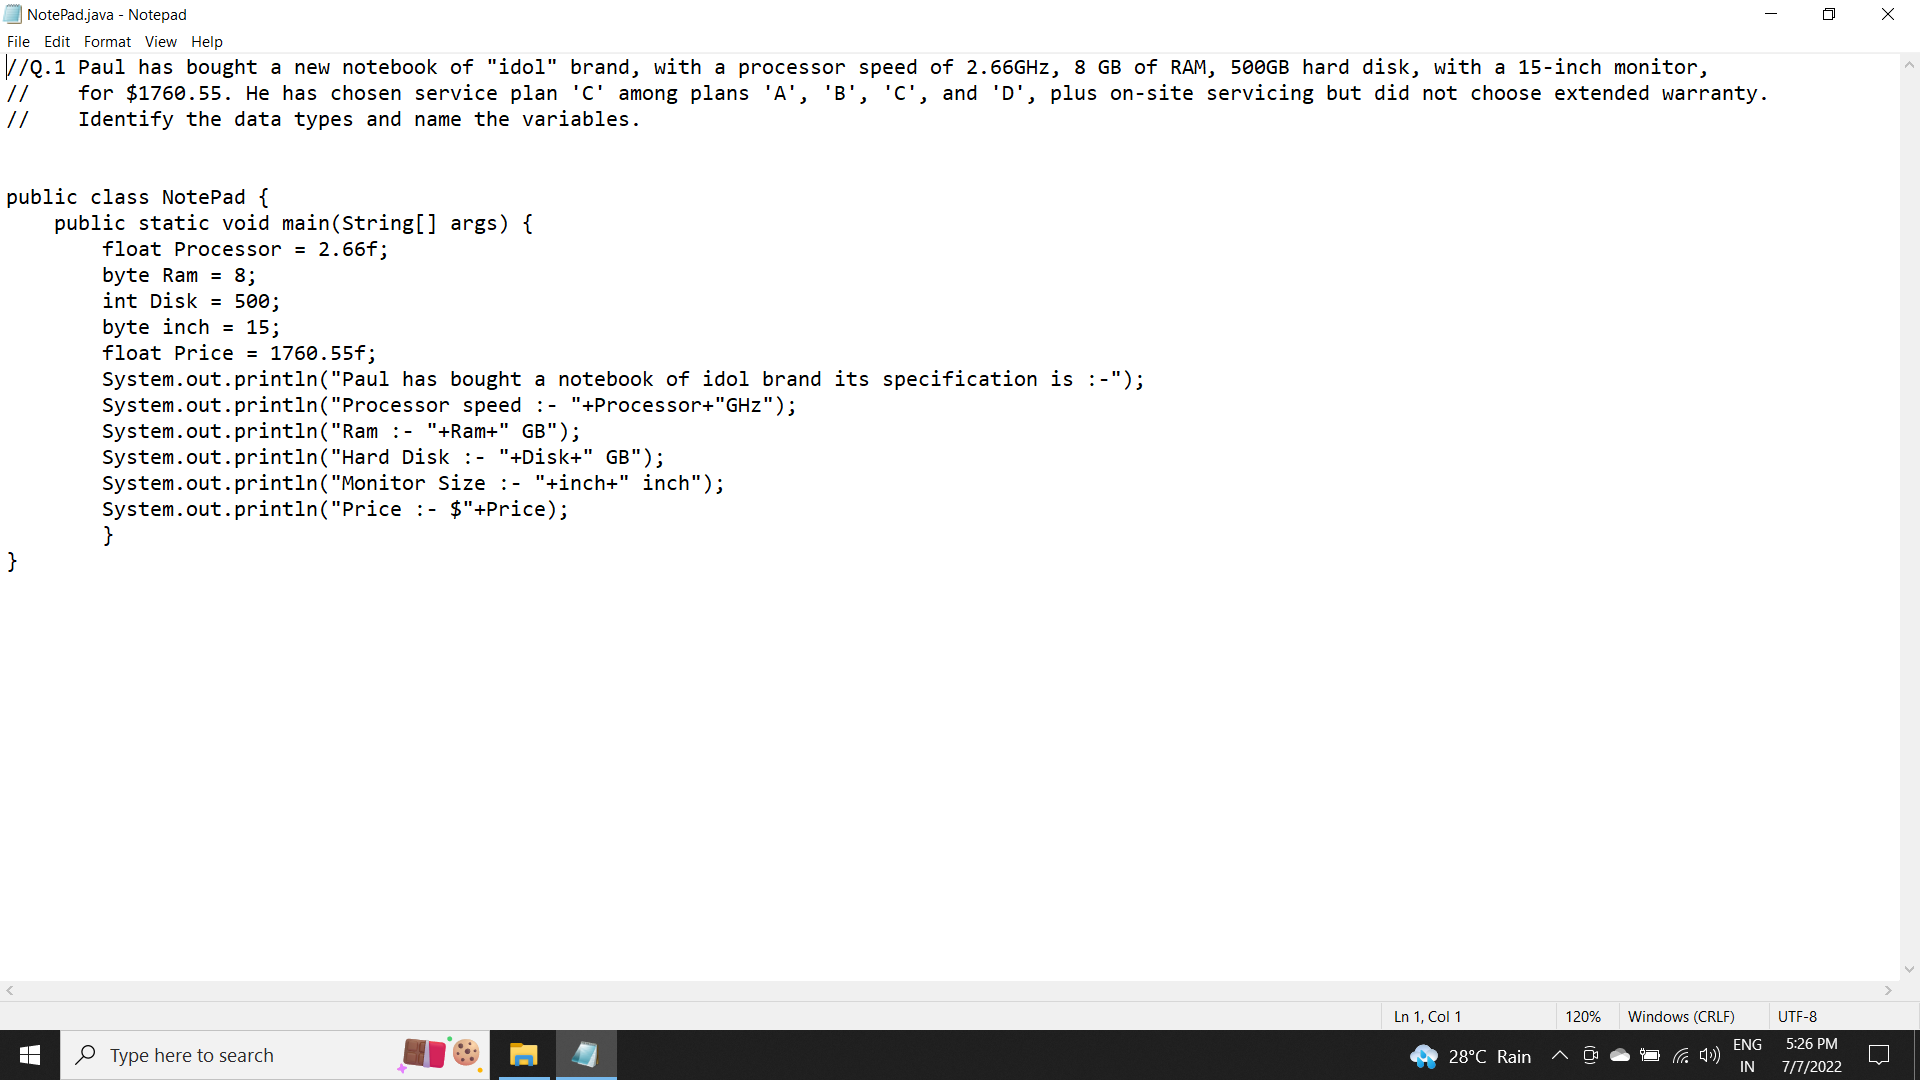 NotePad.java - Notepad
File Edit Format View Help
//Q.1 Paul has bought a new notebook of "idol" brand, with a processor speed of 2.66GHz, 8 GB of RAM, 500GB hard disk, with a 15-inch monitor,
//    for $1760.55. He has chosen service plan 'C' among plans 'A', 'B', 'C', and 'D', plus on-site servicing but did not choose extended warranty.
//    Identify the data types and name the variables.
public class NotePad {
    public static void main(String[] args) {
        float Processor = 2.66f;
        byte Ram = 8;
        int Disk = 500;
        byte inch = 15;
        float Price = 1760.55f;
        System.out.println("Paul has bought a notebook of idol brand its specification is :-");
        System.out.println("Processor speed :- "+Processor+"GHz");
        System.out.println("Ram :- "+Ram+" GB");
        System.out.println("Hard Disk :- "+Disk+" GB");
        System.out.println("Monitor Size :- "+inch+" inch");
        System.out.println("Price :- $"+Price);
        }
}
Ln 1, Col 1 120% Windows (CRLF) UTF-8
Type here to search
28°C Rain
ENG
IN
5:26 PM
7/7/2022